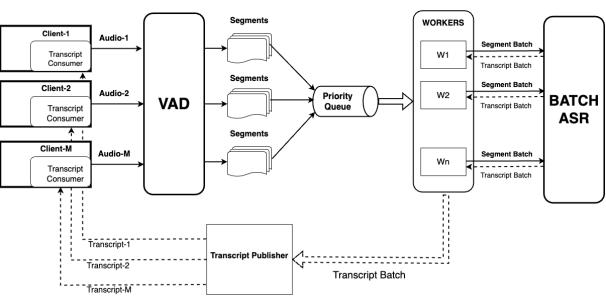 Client-1
Transcript
Consumer
Audio-1
Client-2
Transcript
Consumer
Audio-2
Client-M
Transcript
Consumer
Audio-M
VAD
Segments
Segments
Segments
Priority
Queue
WORKERS
W1
W2
Wn
Segment Batch
Transcript Batch
Segment Batch
Transcript Batch
Segment Batch
Transcript Batch
BATCH
ASR
Transcript-1
Transcript-2
Transcript-M
Transcript Publisher
Transcript Batch